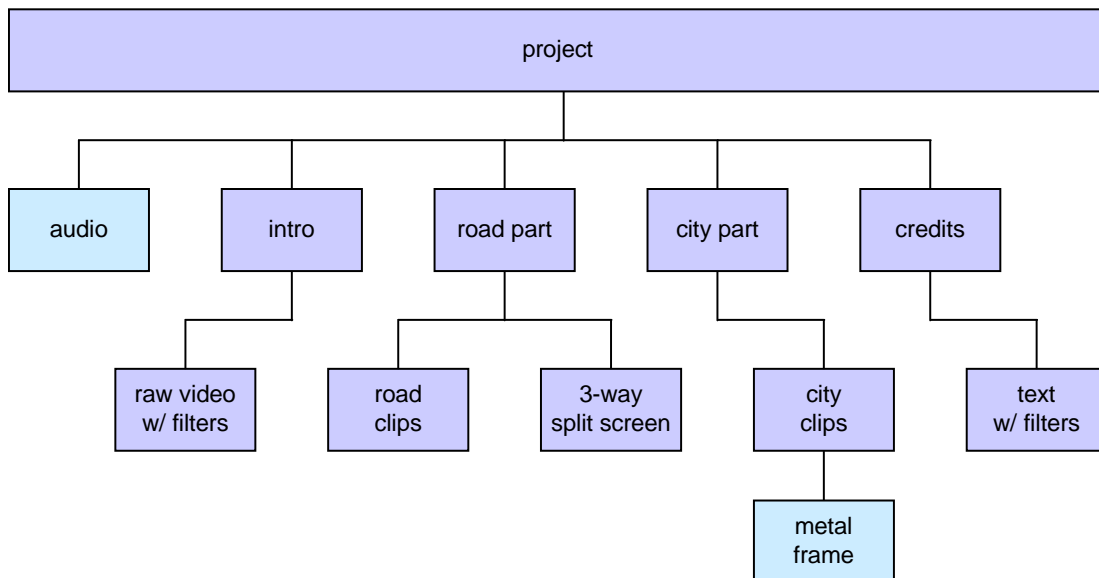 project
audio
intro
road part
city part
credits
raw video
w/ filters
road
clips
3-way
split screen
city
clips
text
w/ filters
metal
frame